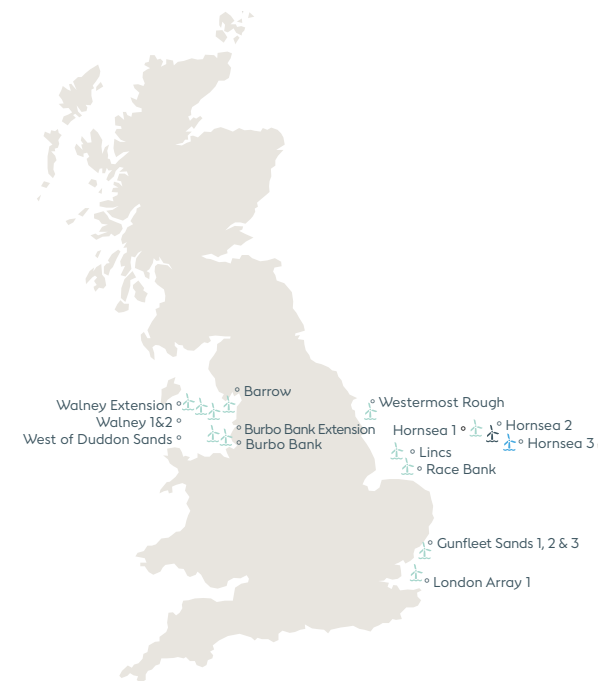 Barrow
Walney Extension
Walney 1&2
West of Duddon Sands
Burbo Bank Extension
Burbo Bank
Westermost Rough
Hornsea 1
Hornsea 2
Hornsea 3
Lincs
Race Bank
Gunfleet Sands 1, 2 & 3
London Array 1